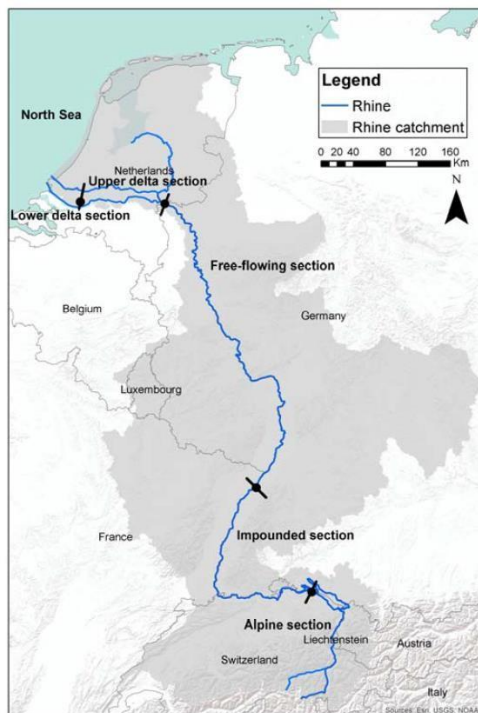 Legend
Rhine
Rhine catchment
0 20 40 80 120 160
Km
N
North Sea
Netherlands
Upper delta section
Lower delta section
Free-flowing section
Belgium
Germany
Luxembourg
France
Impounded section
Alpine section
Liechtenstein
Switzerland
Austria
Italy
Sources: Esri, USGS, NOAA